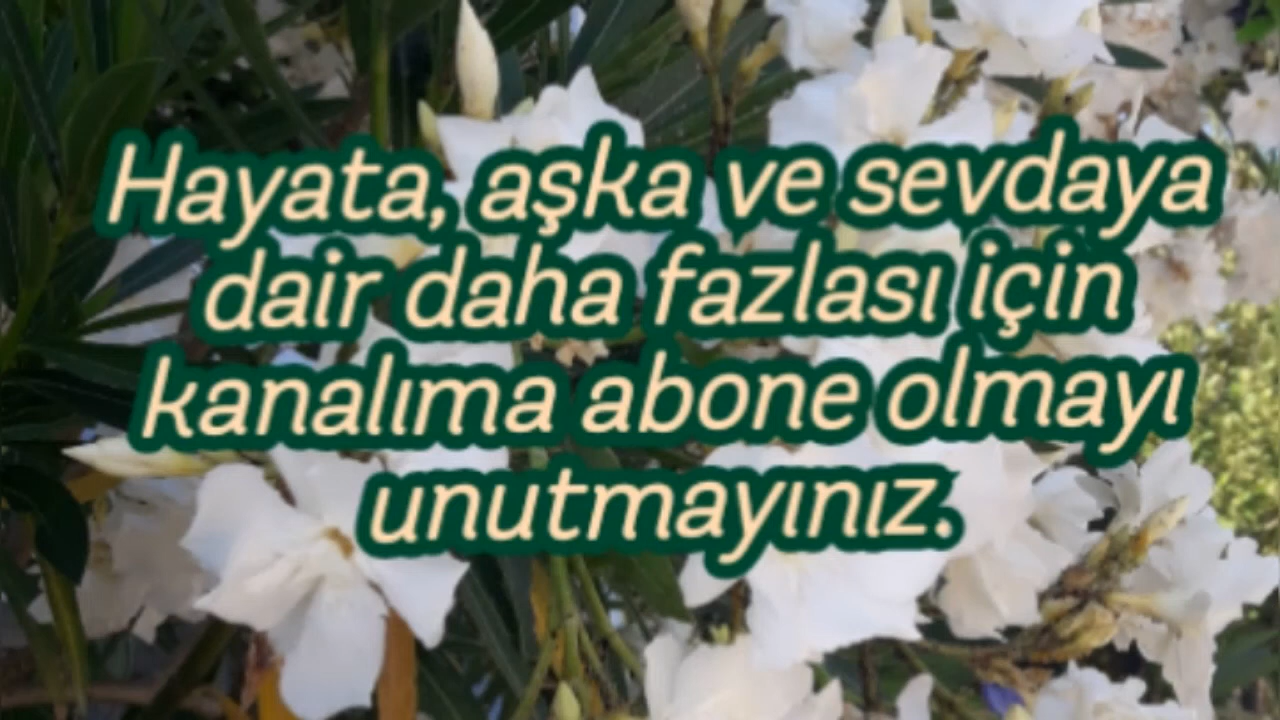 Hayata, aşka ve sevdaya
dair daha fazlası için
kanalıma abone olmayı
unutmayınız.